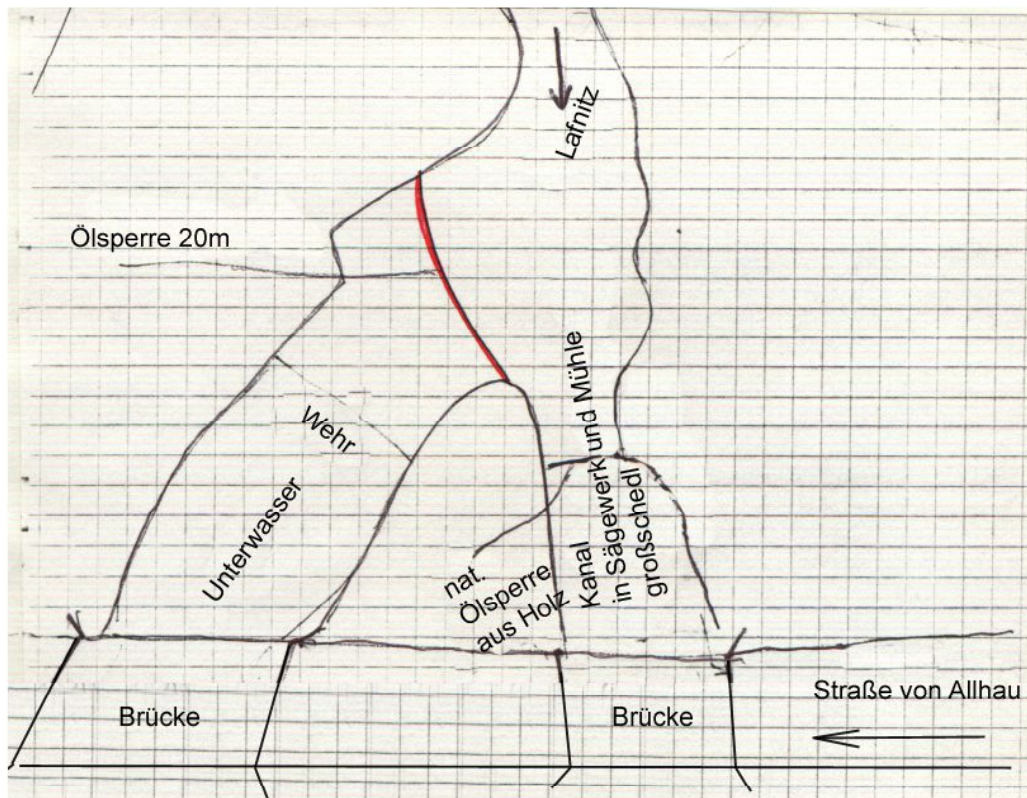 Lafnitz
Ölsperre 20m
Wehr
Unterwasser
nat.
Ölsperre
aus Holz
Kanal
in Sägewerk und Mühle
großschedl
Straße von Allhau
Brücke
Brücke